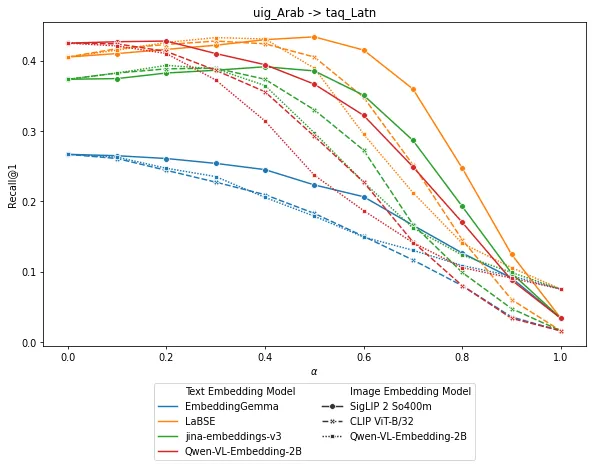 uig_Arab -> taq_Latn
Recall@1
0.4
0.3
0.2
0.1
0.0
0.0 0.2 0.4 0.6 0.8 1.0
α
Text Embedding Model Image Embedding Model
EmbeddingGemma SigLIP 2 So400m
LaBSE CLIP ViT-B/32
jina-embeddings-v3 Qwen-VL-Embedding-2B
Qwen-VL-Embedding-2B